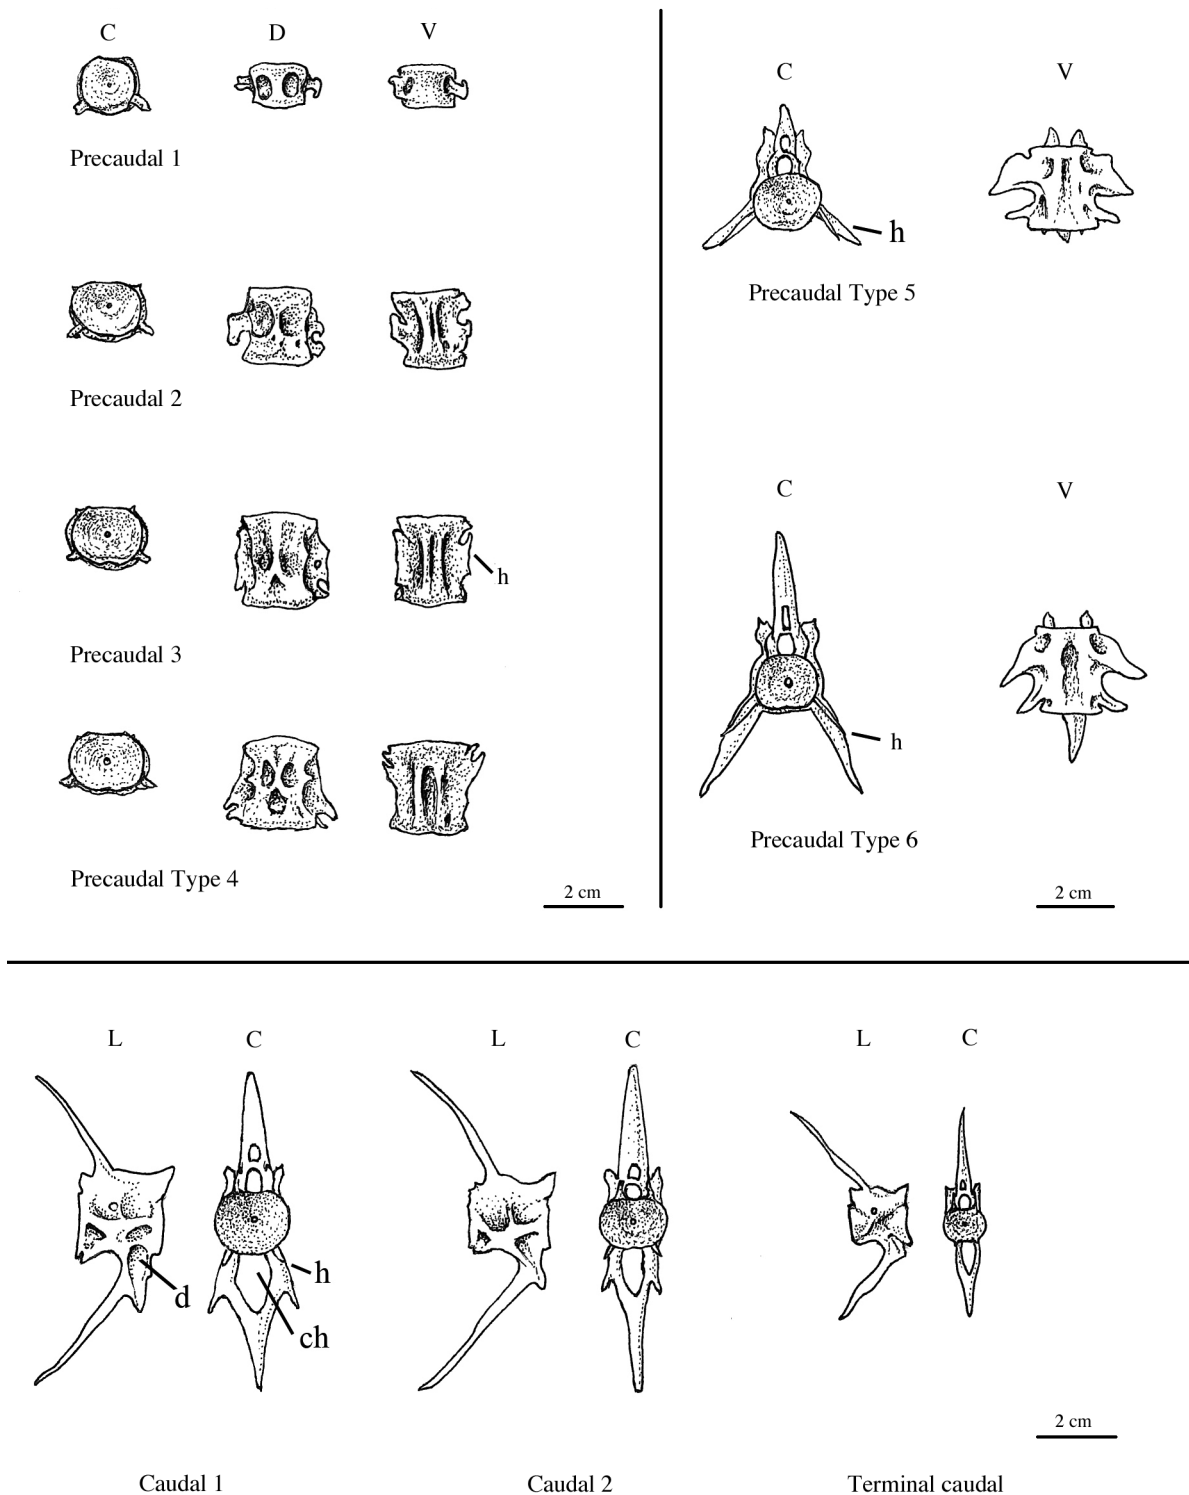 C D V
Precaudal 1
Precaudal 2
h
Precaudal 3
Precaudal Type 4
2 cm
C V
h
Precaudal Type 5
C V
h
Precaudal Type 6
2 cm
L C L C L C
h
d
ch
2 cm
Caudal 1 Caudal 2 Terminal caudal